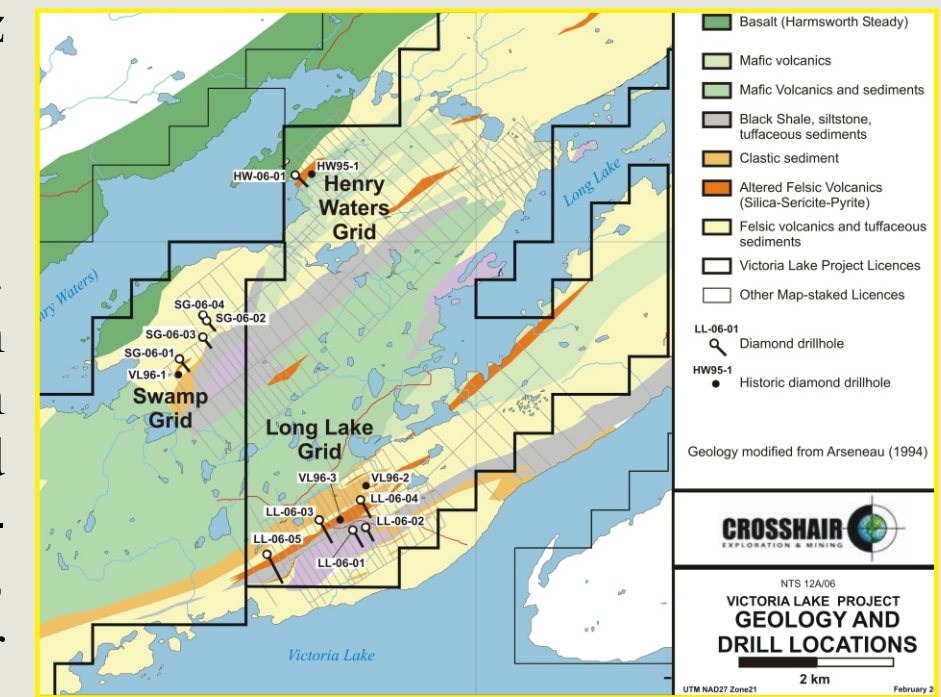 Basalt (Harmsworth Steady)
Mafic volcanics
Mafic Volcanics and sediments
Black Shale, siltstone,
tuffaceous sediments
Clastic sediment
Altered Felsic Volcanics
(Silica-Sericite-Pyrite)
Felsic volcanics and tuffaceous
sediments
Victoria Lake Project Licences
Other Map-staked Licences
LL-06-01
Diamond drillhole
HW95-1
Historic diamond drillhole
Geology modified from Arseneau (1994)
CROSSHAIR
EXPLORATION & MINING
NTS 12A/06
VICTORIA LAKE PROJECT
GEOLOGY AND
DRILL LOCATIONS
2 km
UTM NAD27 Zone21
February 2
HW95-1
HW-06-01
Henry
Waters
Grid
Long Lake
ry Waters)
SG-06-04
SG-06-02
SG-06-03
SG-06-01
VL96-1
Swamp
Grid
Long Lake
Grid
VL96-3
VL96-2
LL-06-04
LL-06-03
LL-06-02
LL-06-05
LL-06-01
Victoria Lake